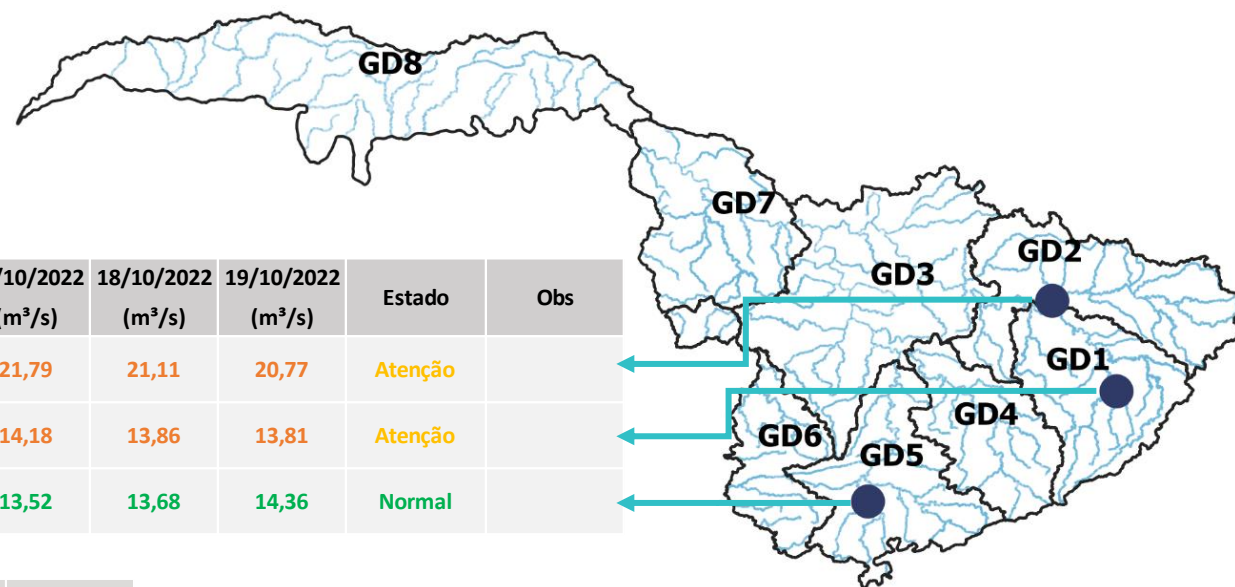 GD8
GD7
GD2
GD3
GD1
GD4
GD6
GD5
/10/2022 18/10/2022 19/10/2022 Estado Obs
(m³/s) (m³/s) (m³/s)
21,79 21,11 20,77 Atenção
14,18 13,86 13,81 Atenção
13,52 13,68 14,36 Normal